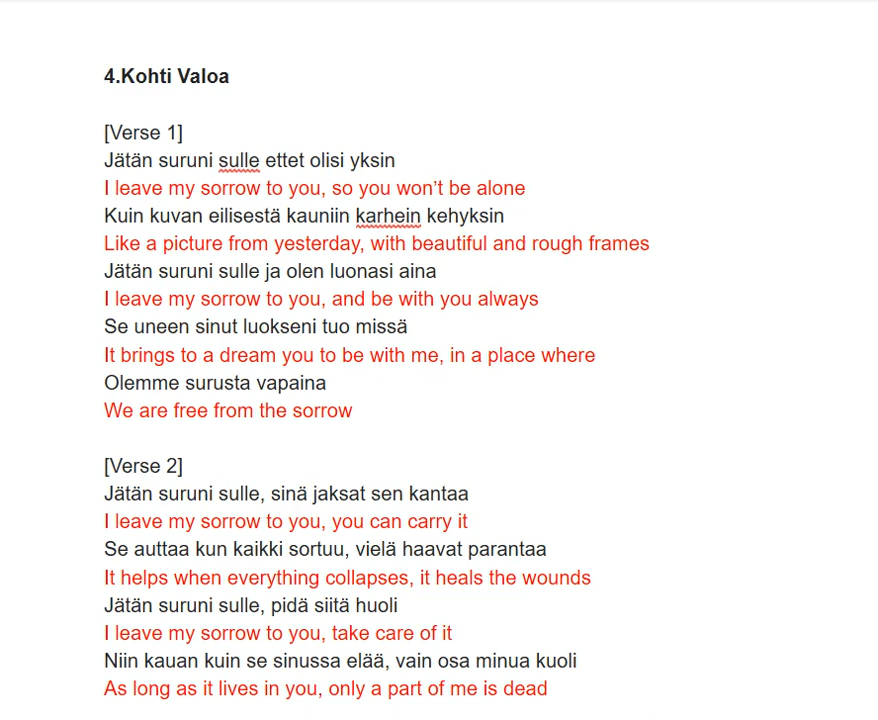 4.Kohti Valoa
[Verse 1]
Jätän suruni sulle ettet olisi yksin
I leave my sorrow to you, so you won’t be alone
Kuin kuvan eilisestä kauniin karhein kehyksin
Like a picture from yesterday, with beautiful and rough frames
Jätän suruni sulle ja olen luonasi aina
I leave my sorrow to you, and be with you always
Se uneen sinut luokseni tuo missä
It brings to a dream you to be with me, in a place where
Olemme surusta vapaina
We are free from the sorrow
[Verse 2]
Jätän suruni sulle, sinä jaksat sen kantaa
I leave my sorrow to you, you can carry it
Se auttaa kun kaikki sortuu, vielä haavat parantaa
It helps when everything collapses, it heals the wounds
Jätän suruni sulle, pidä siitä huoli
I leave my sorrow to you, take care of it
Niin kauan kuin se sinussa elää, vain osa minua kuoli
As long as it lives in you, only a part of me is dead